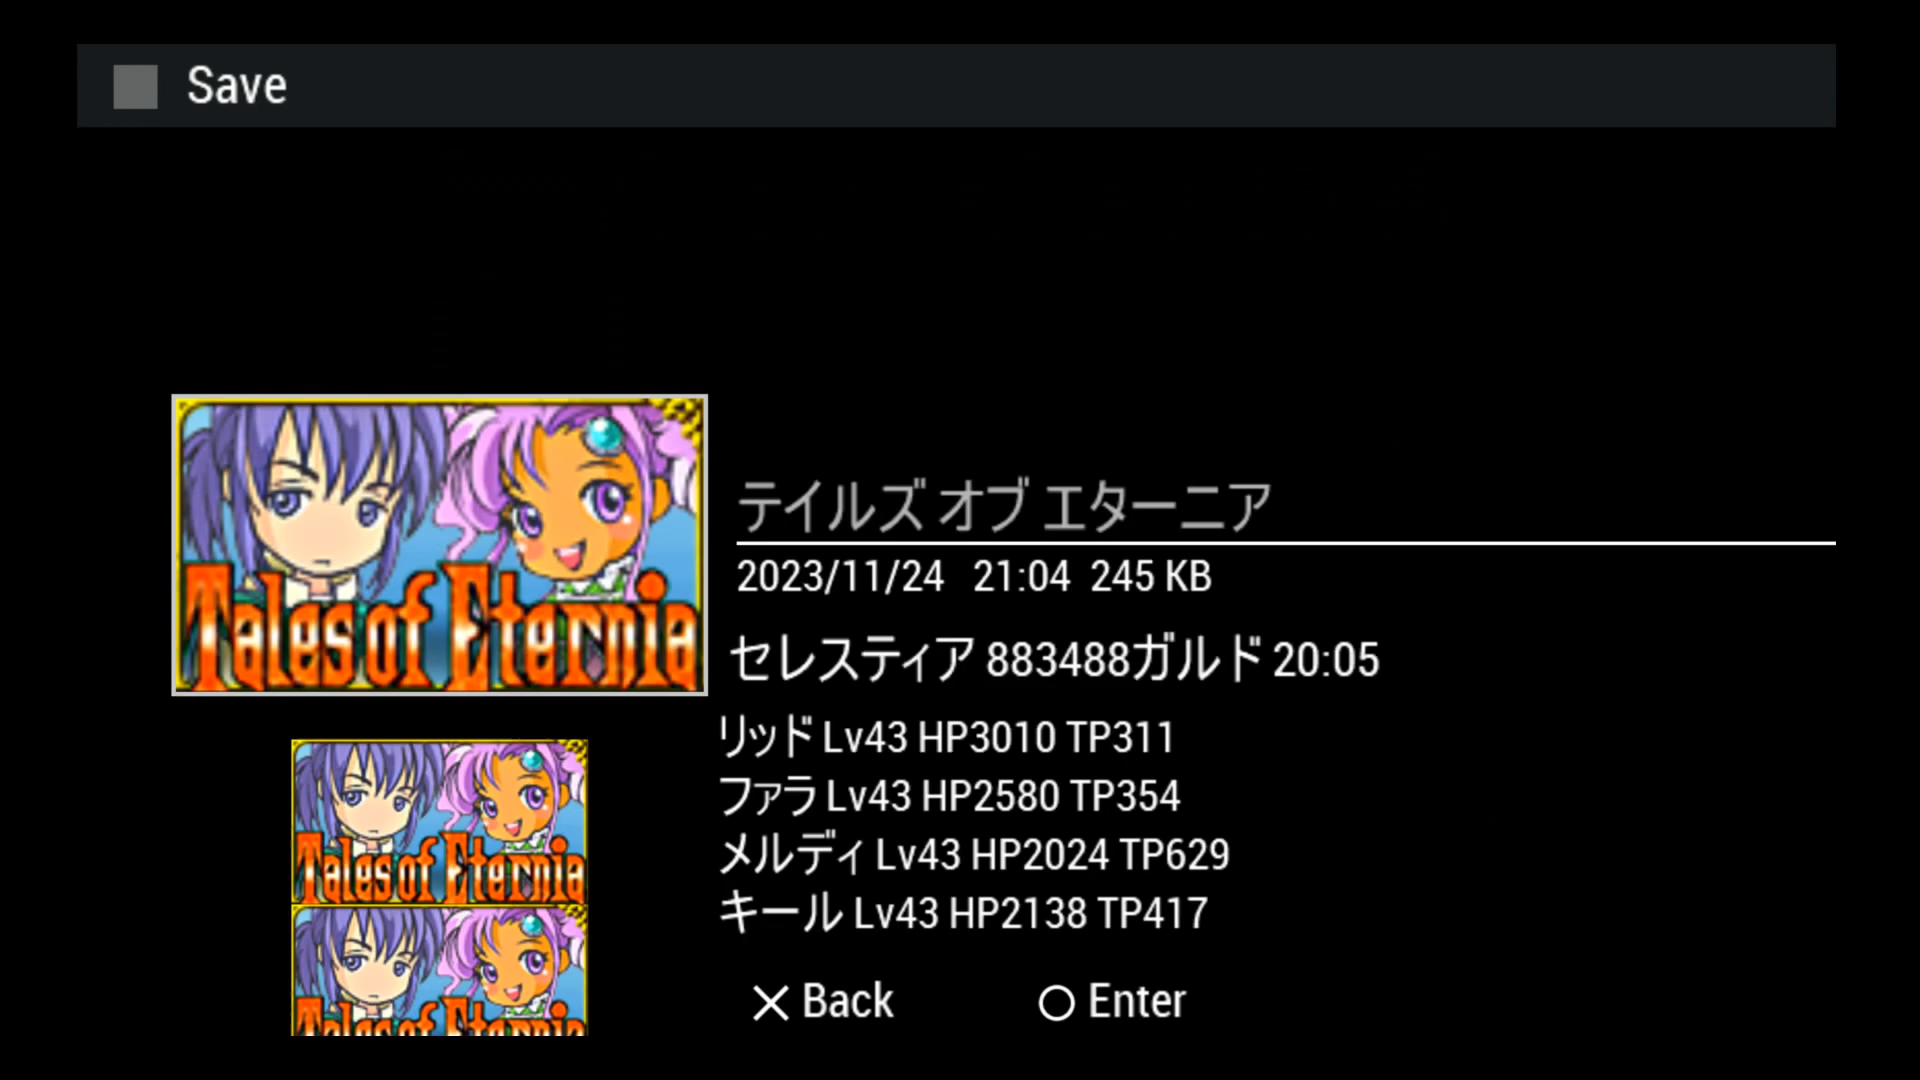 Save
Tales of Eternia
テイルズ オブ エターニア
2023/11/24 21:04 245 KB
セレスティア 883488ガルド 20:05
リッド Lv43 HP3010 TP311
ファラ Lv43 HP2580 TP354
メルディ Lv43 HP2024 TP629
キール Lv43 HP2138 TP417
Tales of Eternia
Tales of Eternia
Back Enter